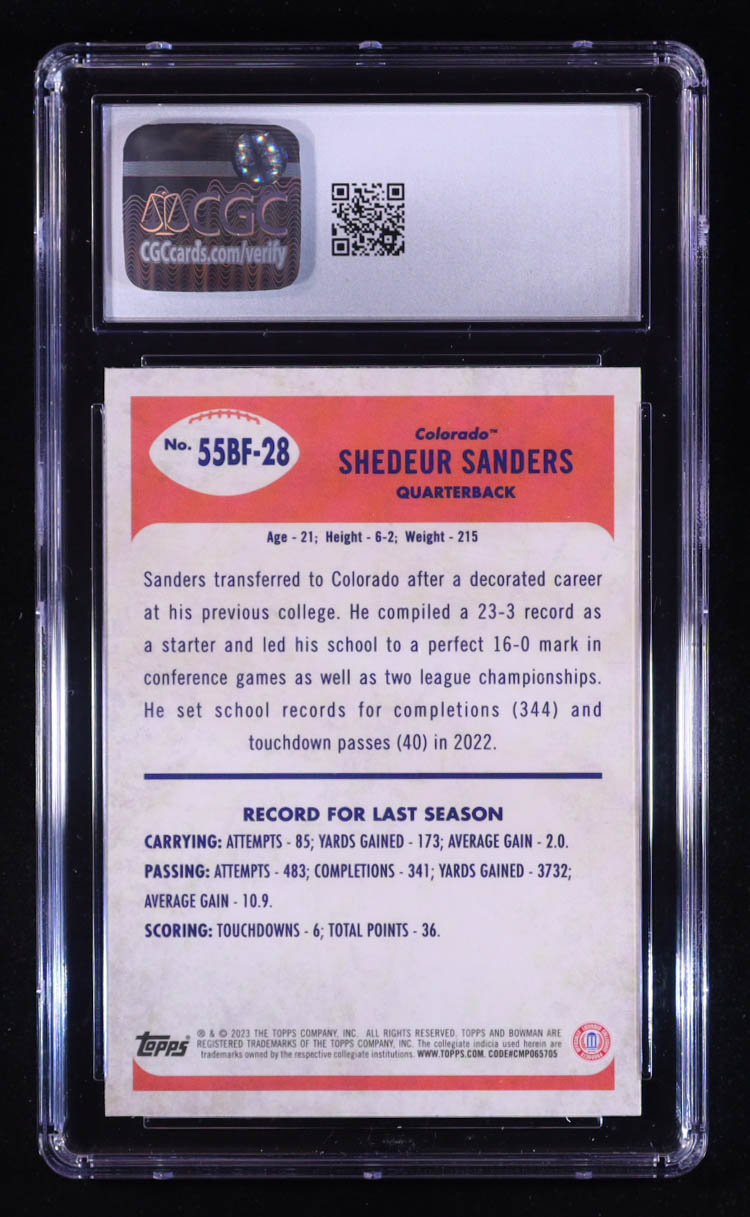 CGC
CGCcards.com/verify
No. 55BF-28
Colorado™
SHEDEUR SANDERS
QUARTERBACK
Age - 21; Height - 6-2; Weight - 215
Sanders transferred to Colorado after a decorated career
at his previous college. He compiled a 23-3 record as
a starter and led his school to a perfect 16-0 mark in
conference games as well as two league championships.
He set school records for completions (344) and
touchdown passes (40) in 2022.
RECORD FOR LAST SEASON
CARRYING: ATTEMPTS - 85; YARDS GAINED - 173; AVERAGE GAIN - 2.0.
PASSING: ATTEMPTS - 483; COMPLETIONS - 341; YARDS GAINED - 3732;
AVERAGE GAIN - 10.9.
SCORING: TOUCHDOWNS - 6; TOTAL POINTS - 36.
Topps
® & © 2023 THE TOPPS COMPANY, INC. ALL RIGHTS RESERVED. TOPPS AND BOWMAN ARE
REGISTERED TRADEMARKS OF THE TOPPS COMPANY, INC. The collegiate indicia used herein are
trademarks owned by the respective collegiate institutions. WWW.TOPPS.COM. CODE#CMP065705